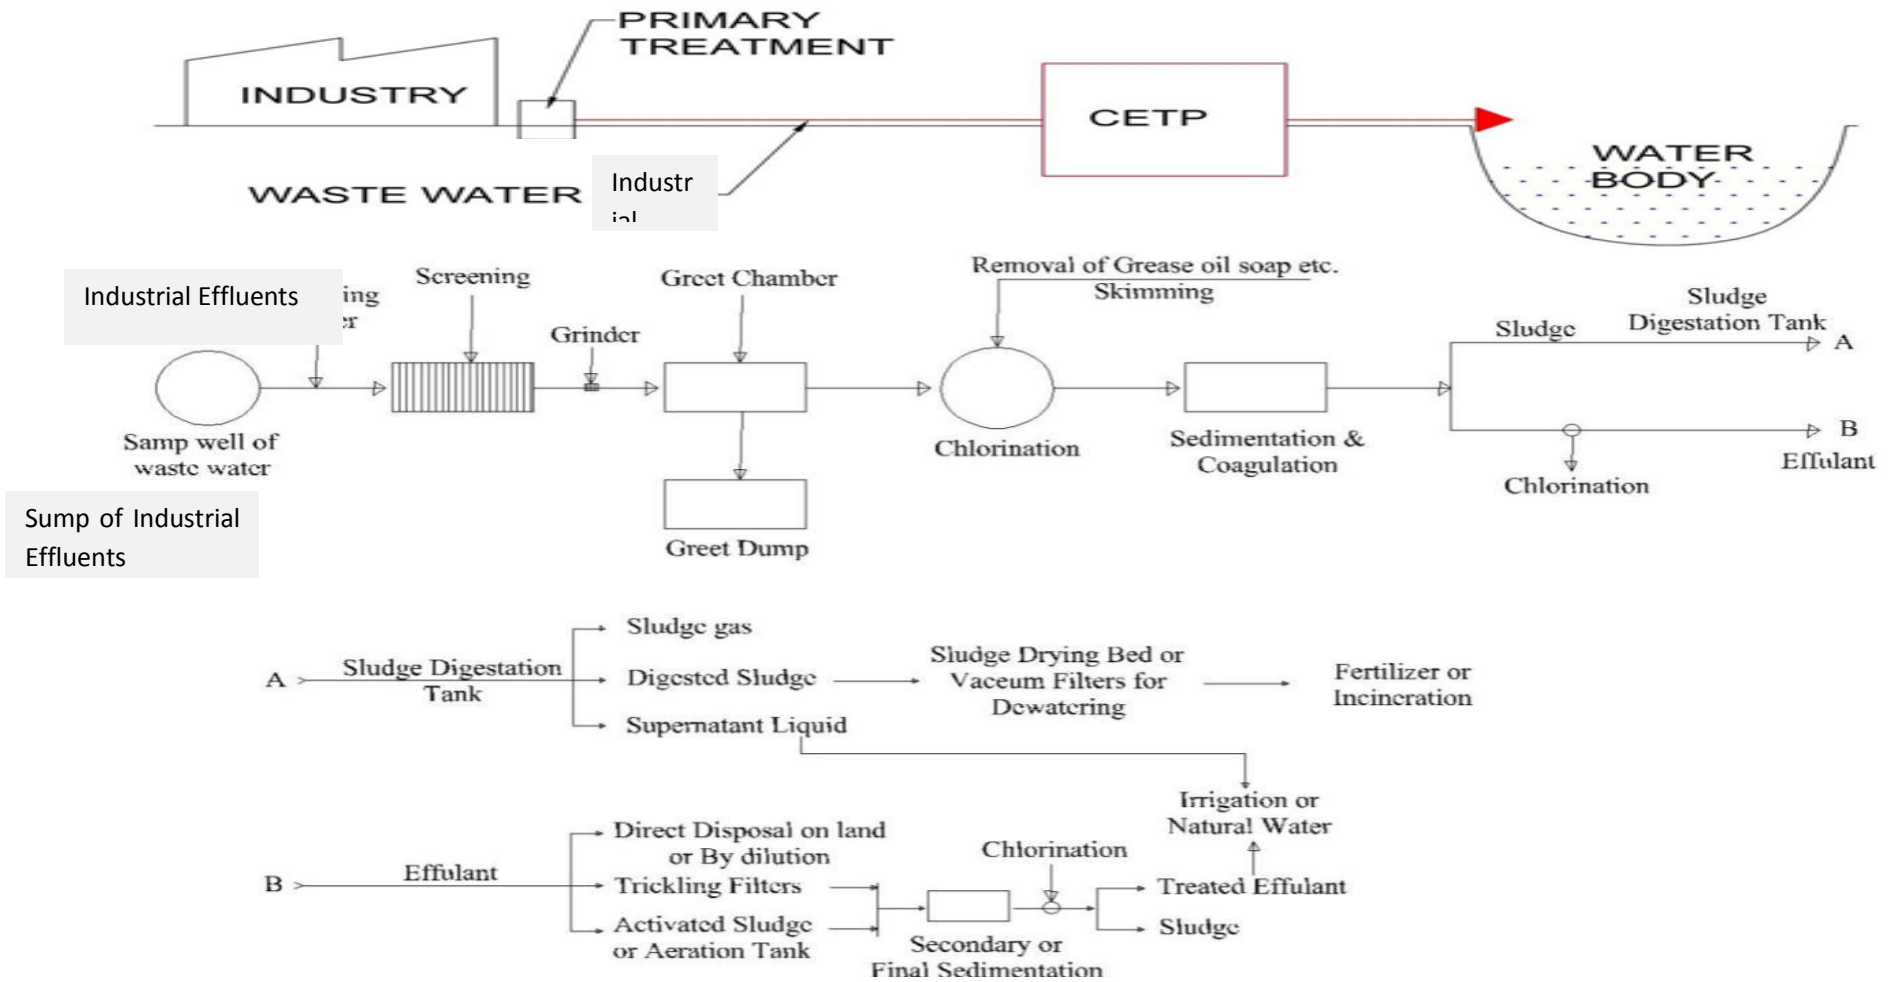 PRIMARY
TREATMENT
INDUSTRY
CETP
WATER
BODY
WASTE WATER
Industr
Industrial Effluents
ing
er
Screening
Greet Chamber
Removal of Grease oil soap etc.
Skimming
Grinder
Sludge
Sludge
Digestation Tank
A
Samp well of
waste water
Chlorination
Sedimentation &
Coagulation
B
Effulant
Chlorination
Sump of Industrial
Effluents
Greet Dump
A
Sludge Digestation
Tank
Sludge gas
Digested Sludge
Supernatant Liquid
Sludge Drying Bed or
Vaceum Filters for
Dewatering
Fertilizer or
Incineration
Irrigation or
Natural Water
B
Effulant
Direct Disposal on land
or By dilution
Trickling Filters
Activated Sludge
or Aeration Tank
Chlorination
Secondary or
Final Sedimentation
Treated Effulant
Sludge